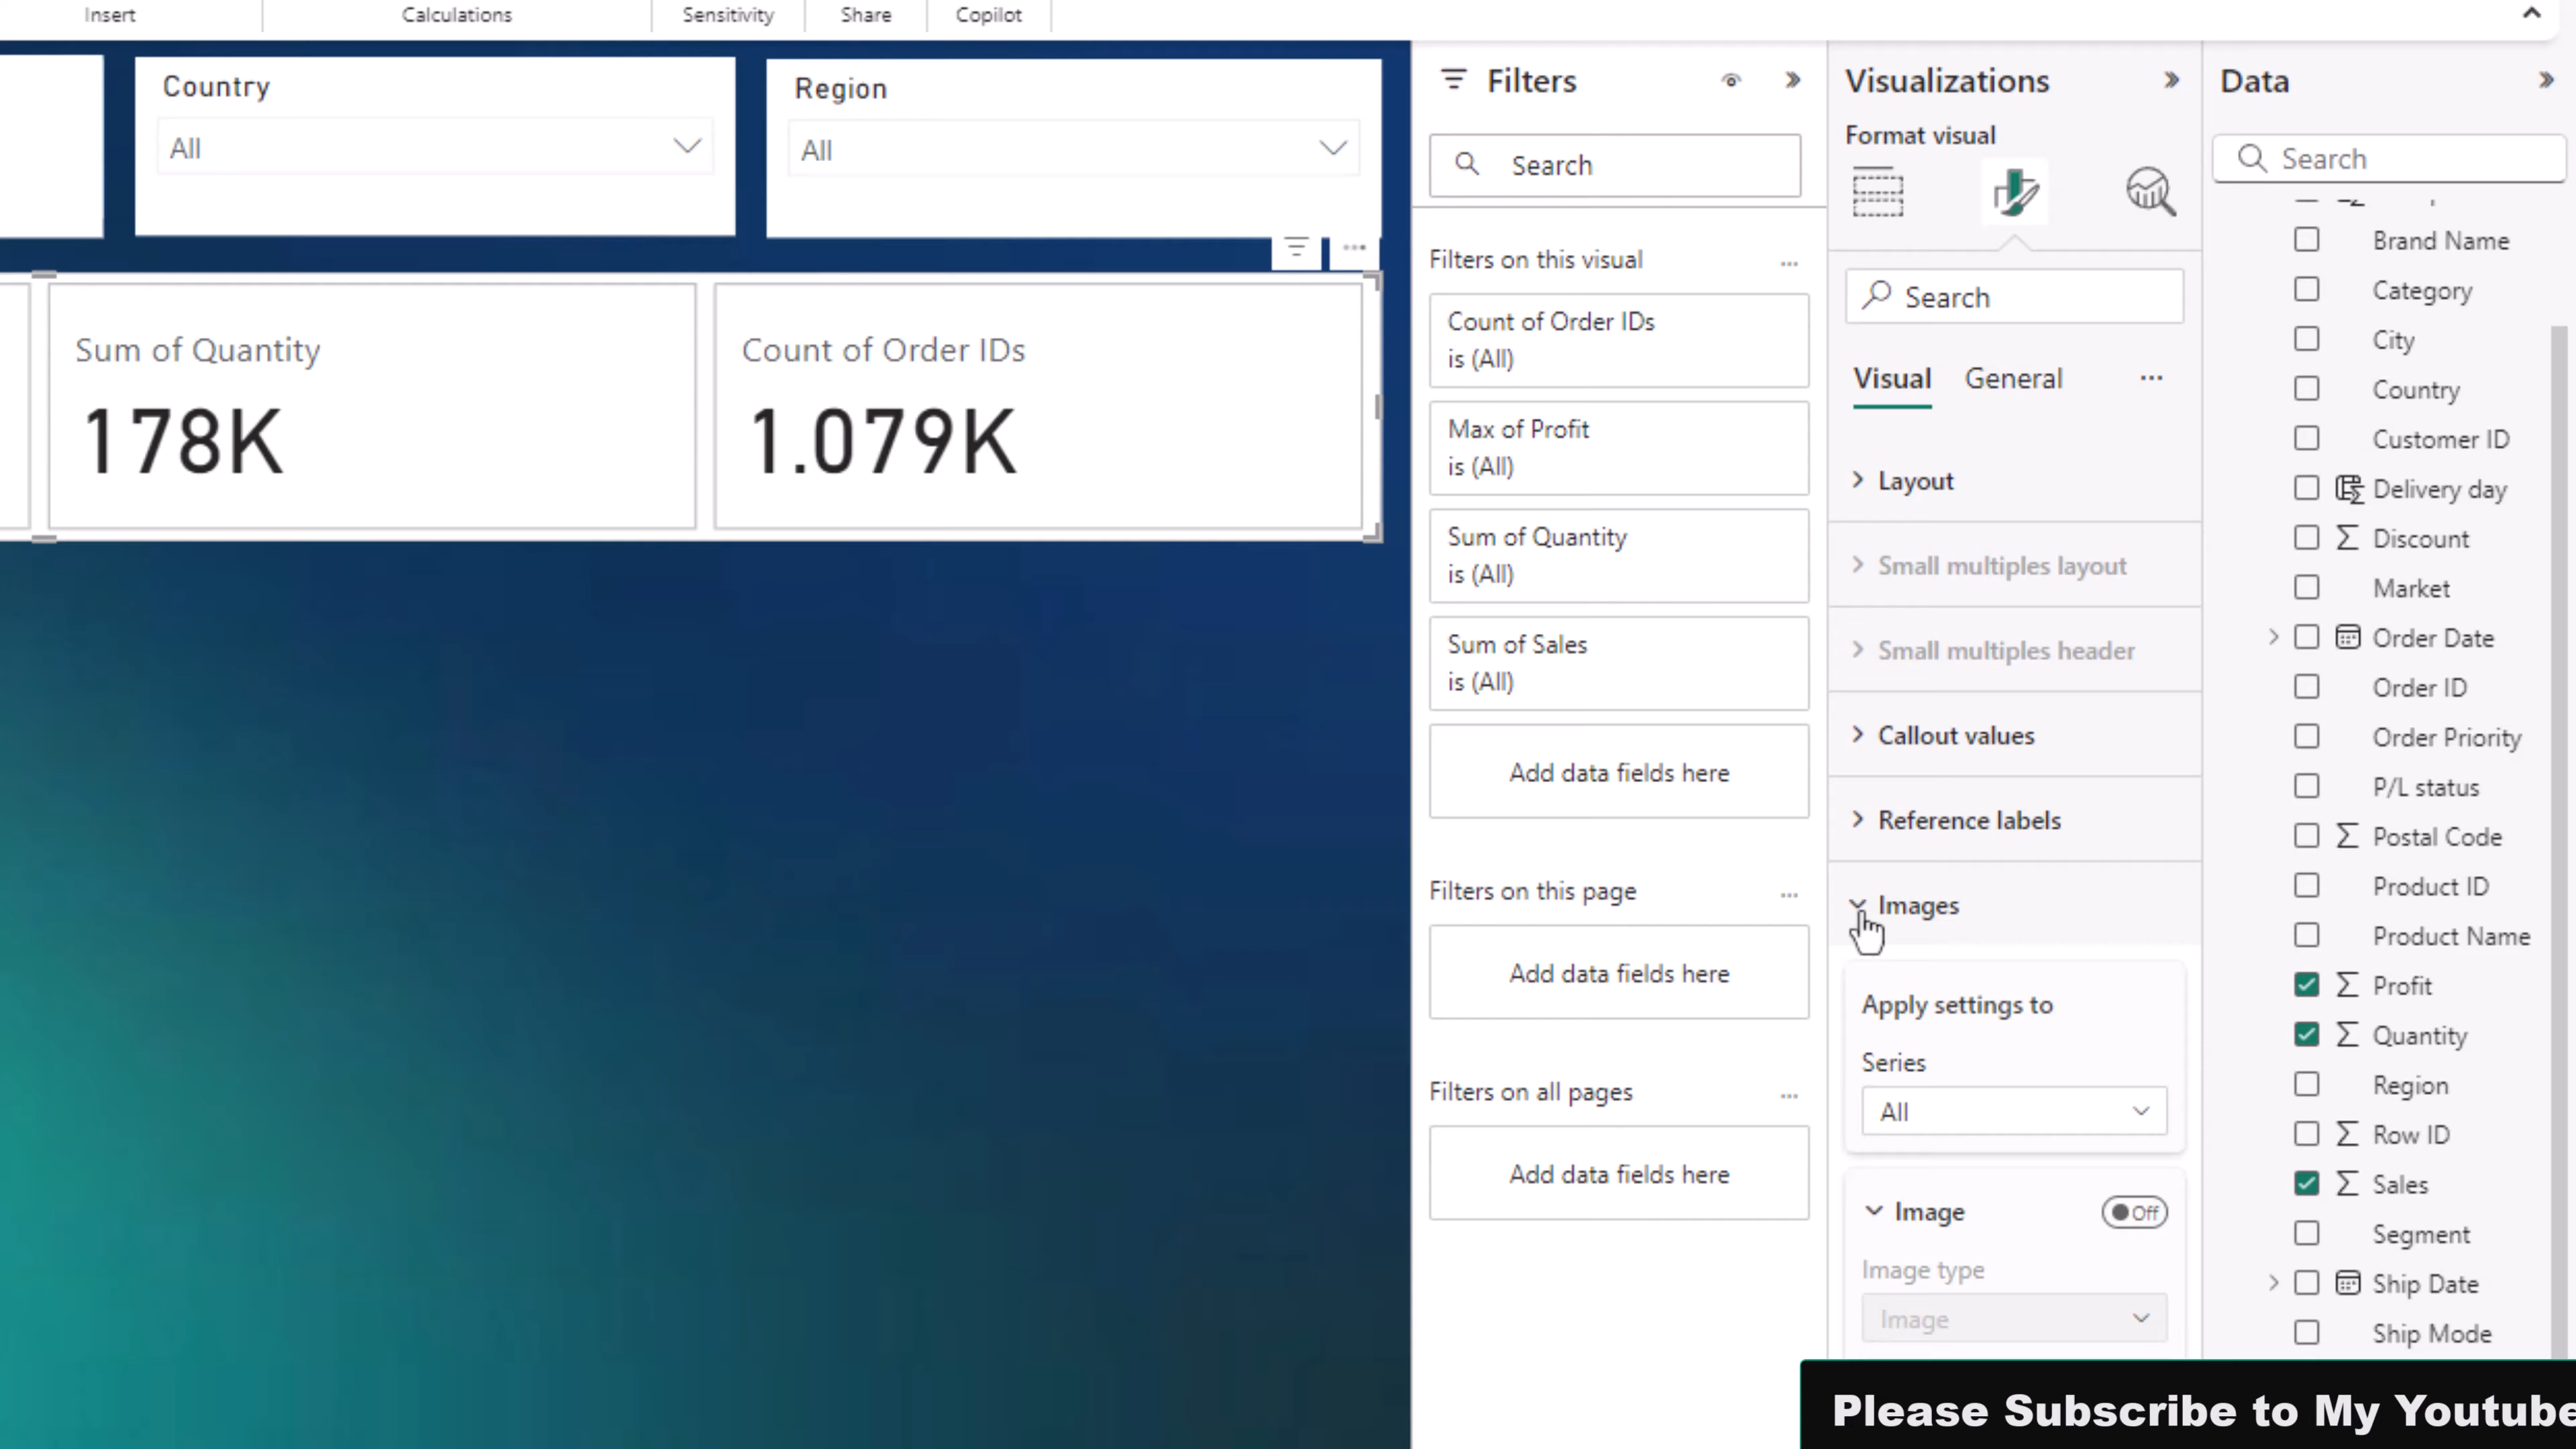 Insert
Calculations
Sensitivity
Share
Copilot
Country
All
Region
All
Sum of Quantity
178K
Count of Order IDs
1.079K
Filters
Search
Filters on this visual
...
Count of Order IDs
is (All)
Max of Profit
is (All)
Sum of Quantity
is (All)
Sum of Sales
is (All)
Add data fields here
Filters on this page
...
Add data fields here
Filters on all pages
...
Add data fields here
Visualizations
Format visual
Search
Visual
General
...
Layout
Small multiples layout
Small multiples header
Callout values
Reference labels
Images
Apply settings to
Series
All
Image
Off
Image type
Image
Data
Search
Brand Name
Category
City
Country
Customer ID
Delivery day
Discount
Market
Order Date
Order ID
Order Priority
P/L status
Postal Code
Product ID
Product Name
Profit
Quantity
Region
Row ID
Sales
Segment
Ship Date
Ship Mode
Please Subscribe to My Youtube